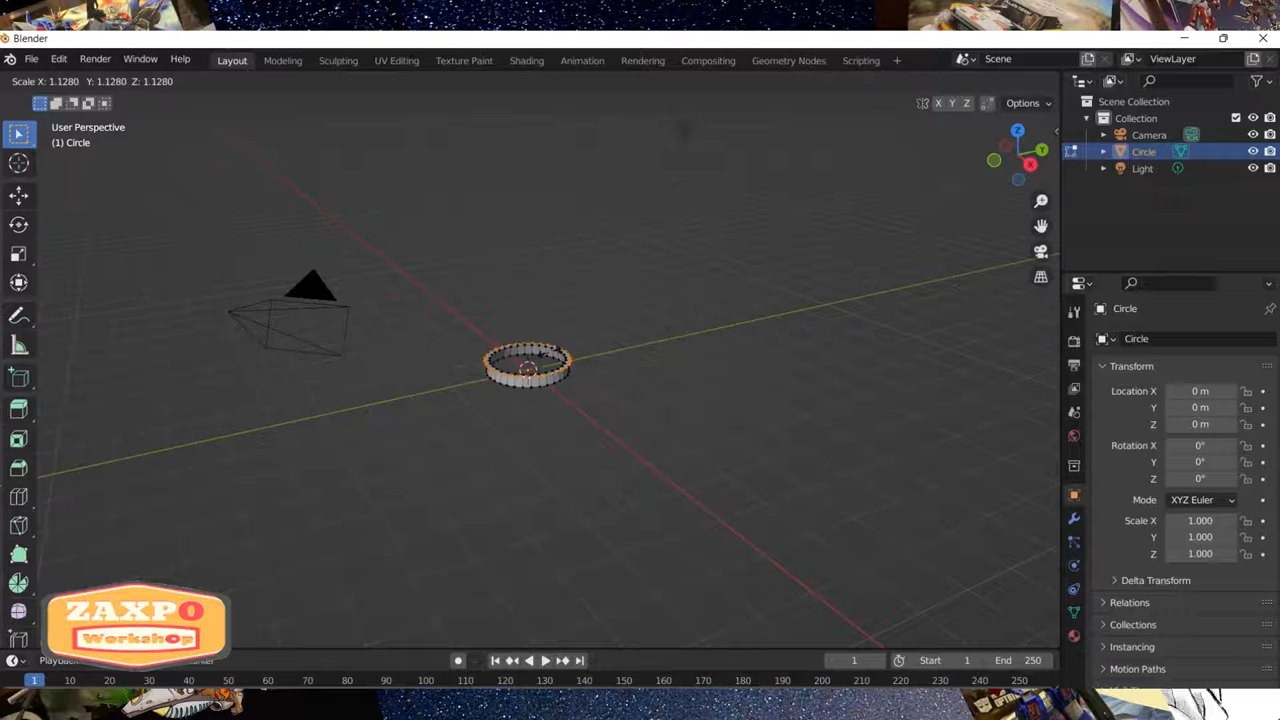 Blender
File Edit Render Window Help
Layout Modeling Sculpting UV Editing Texture Paint Shading Animation Rendering Compositing Geometry Nodes Scripting +
Scene
ViewLayer
Scale X: 1.1280 Y: 1.1280 Z: 1.1280
X Y Z
Options
User Perspective
(1) Circle
Z
Y
X
Scene Collection
Collection
Camera
Circle
Light
Circle
Circle
Transform
Location X 0 m
Y 0 m
Z 0 m
Rotation X 0°
Y 0°
Z 0°
Mode XYZ Euler
Scale X 1.000
Y 1.000
Z 1.000
Delta Transform
Relations
Collections
Instancing
Motion Paths
ZAXPO
Workshop
1
Start 1
End 250
1 10 20 30 40 50 60 70 80 90 100 110 120 130 140 150 160 170 180 190 200 210 220 230 240 250